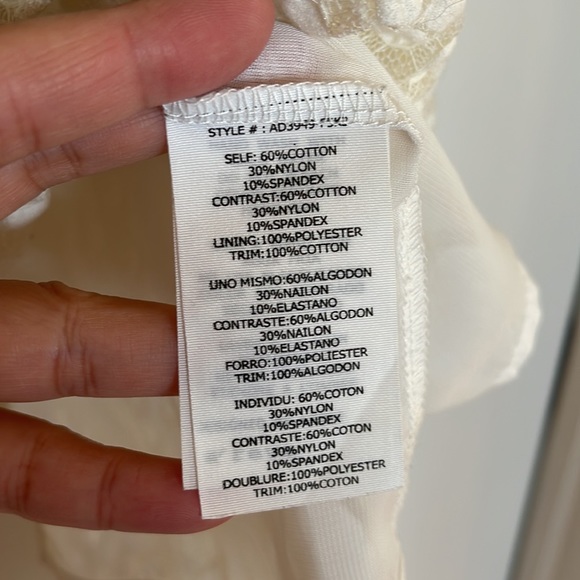 STYLE # : AD3949
SELF: 60%COTTON
30%NYLON
10%SPANDEX
CONTRAST:60%COTTON
30%NYLON
10%SPANDEX
LINING:100%POLYESTER
TRIM:100%COTTON
UNO MISMO:60%ALGODON
30%NAILON
10%ELASTANO
CONTRASTE:60%ALGODON
30%NAILON
10%ELASTANO
FORRO:100%POLIESTER
TRIM:100%ALGODON
INDIVIDU: 60%COTON
30%NYLON
10%SPANDEX
CONTRASTE:60%COTON
30%NYLON
10%SPANDEX
DOUBLURE:100%POLYESTER
TRIM:100%COTON